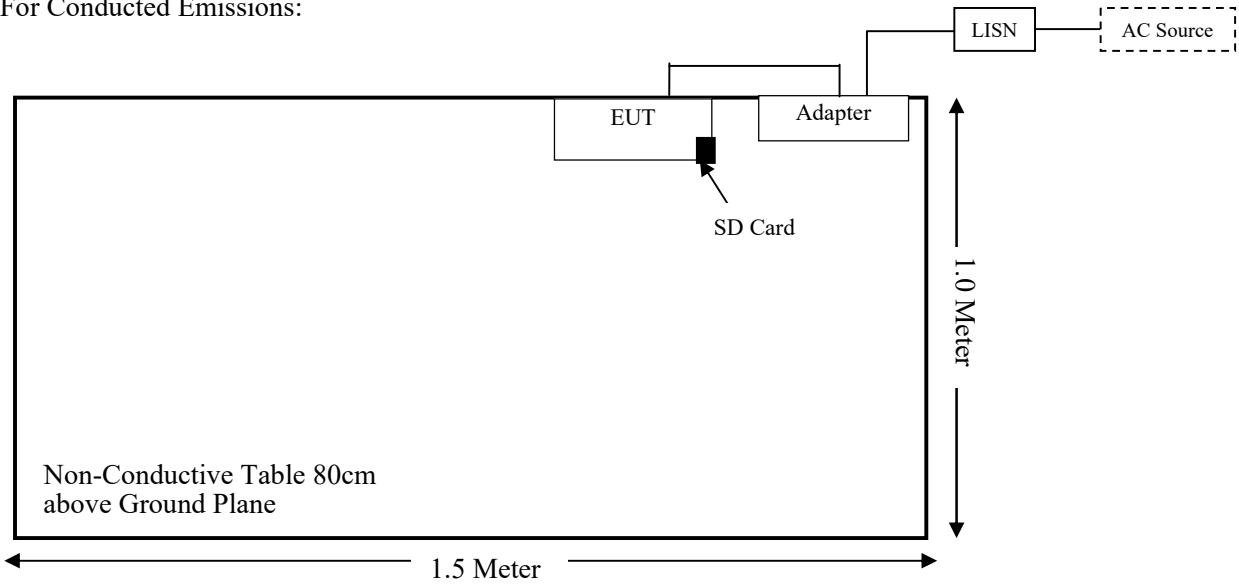 For Conducted Emissions:
LISN
AC Source
EUT
Adapter
SD Card
1.0 Meter
Non-Conductive Table 80cm
above Ground Plane
1.5 Meter